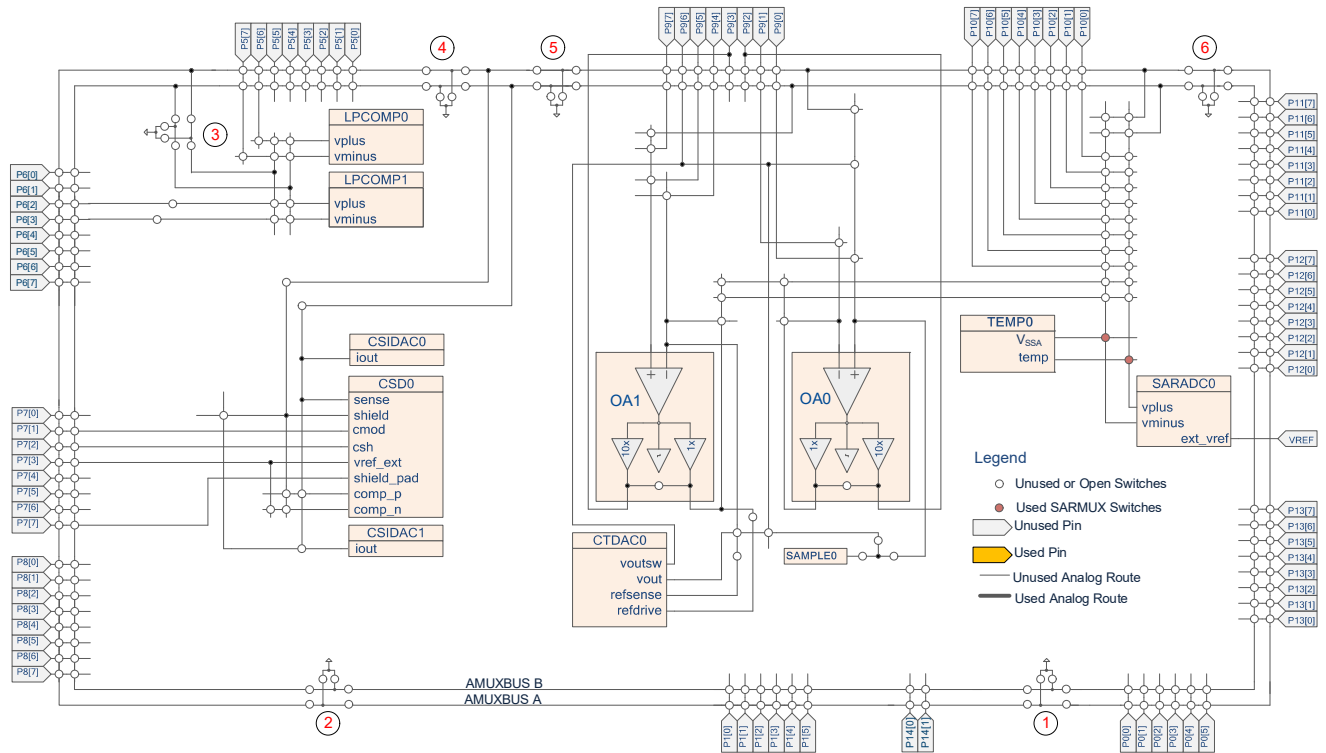 P5[7]
P5[6]
P5[5]
P5[4]
P5[3]
P5[2]
P5[1]
P5[0]
4
5
P9[7]
P9[6]
P9[5]
P9[4]
P9[3]
P9[2]
P9[1]
P9[0]
P10[7]
P10[6]
P10[5]
P10[4]
P10[3]
P10[2]
P10[1]
P10[0]
6
3
LPCOMP0
vplus
vminus
LPCOMP1
vplus
vminus
P6[0]
P6[1]
P6[2]
P6[3]
P6[4]
P6[5]
P6[6]
P6[7]
P11[7]
P11[6]
P11[5]
P11[4]
P11[3]
P11[2]
P11[1]
P11[0]
P12[7]
P12[6]
P12[5]
P12[4]
P12[3]
P12[2]
P12[1]
P12[0]
CSIDAC0
iout
CSD0
sense
shield
cmod
csh
vref_ext
shield_pad
comp_p
comp_n
CSIDAC1
iout
P7[0]
P7[1]
P7[2]
P7[3]
P7[4]
P7[5]
P7[6]
P7[7]
P8[0]
P8[1]
P8[2]
P8[3]
P8[4]
P8[5]
P8[6]
P8[7]
+ −
OA1
10x
1x
− +
OA0
1x
10x
TEMP0
VSSA
temp
SARADC0
vplus
vminus
ext_vref
VREF
CTDAC0
voutsw
vout
refsense
refdrive
SAMPLE0
Legend
Unused or Open Switches
Used SARMUX Switches
Unused Pin
Used Pin
Unused Analog Route
Used Analog Route
P13[7]
P13[6]
P13[5]
P13[4]
P13[3]
P13[2]
P13[1]
P13[0]
AMUXBUS B
AMUXBUS A
2
1
P1[0]
P1[1]
P1[2]
P1[3]
P1[4]
P1[5]
P14[0]
P14[1]
P0[0]
P0[1]
P0[2]
P0[3]
P0[4]
P0[5]